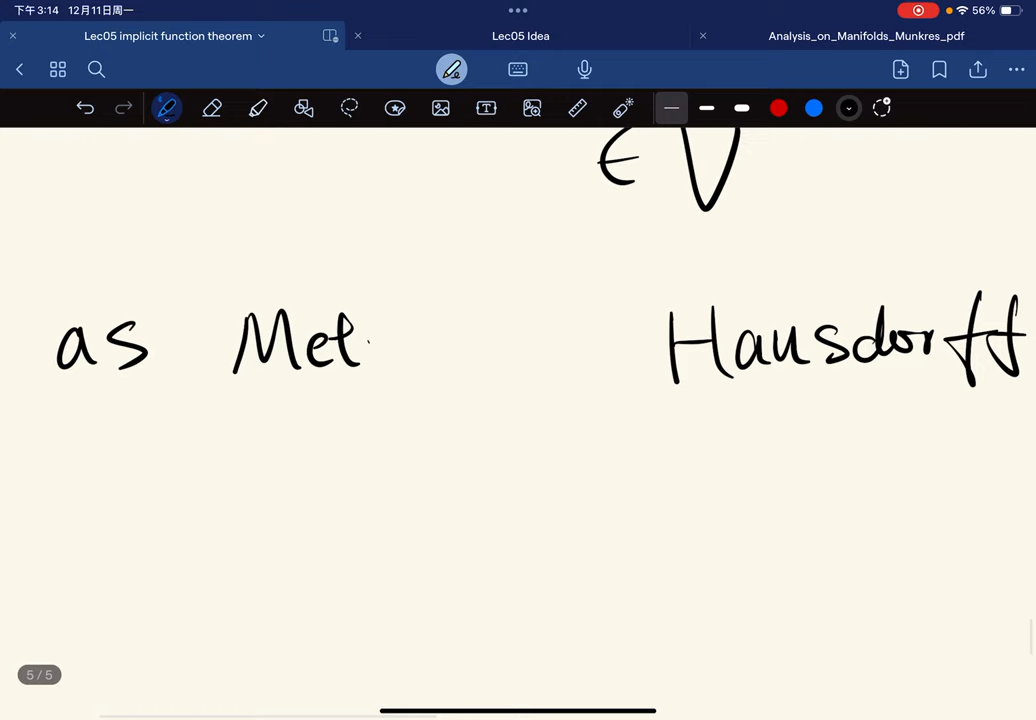 下午3:14 12月11日周一 56%
Lec05 implicit function theorem Lec05 Idea Analysis_on_Manifolds_Munkres_pdf
∈ V
as Met Hausdorff
5 / 5